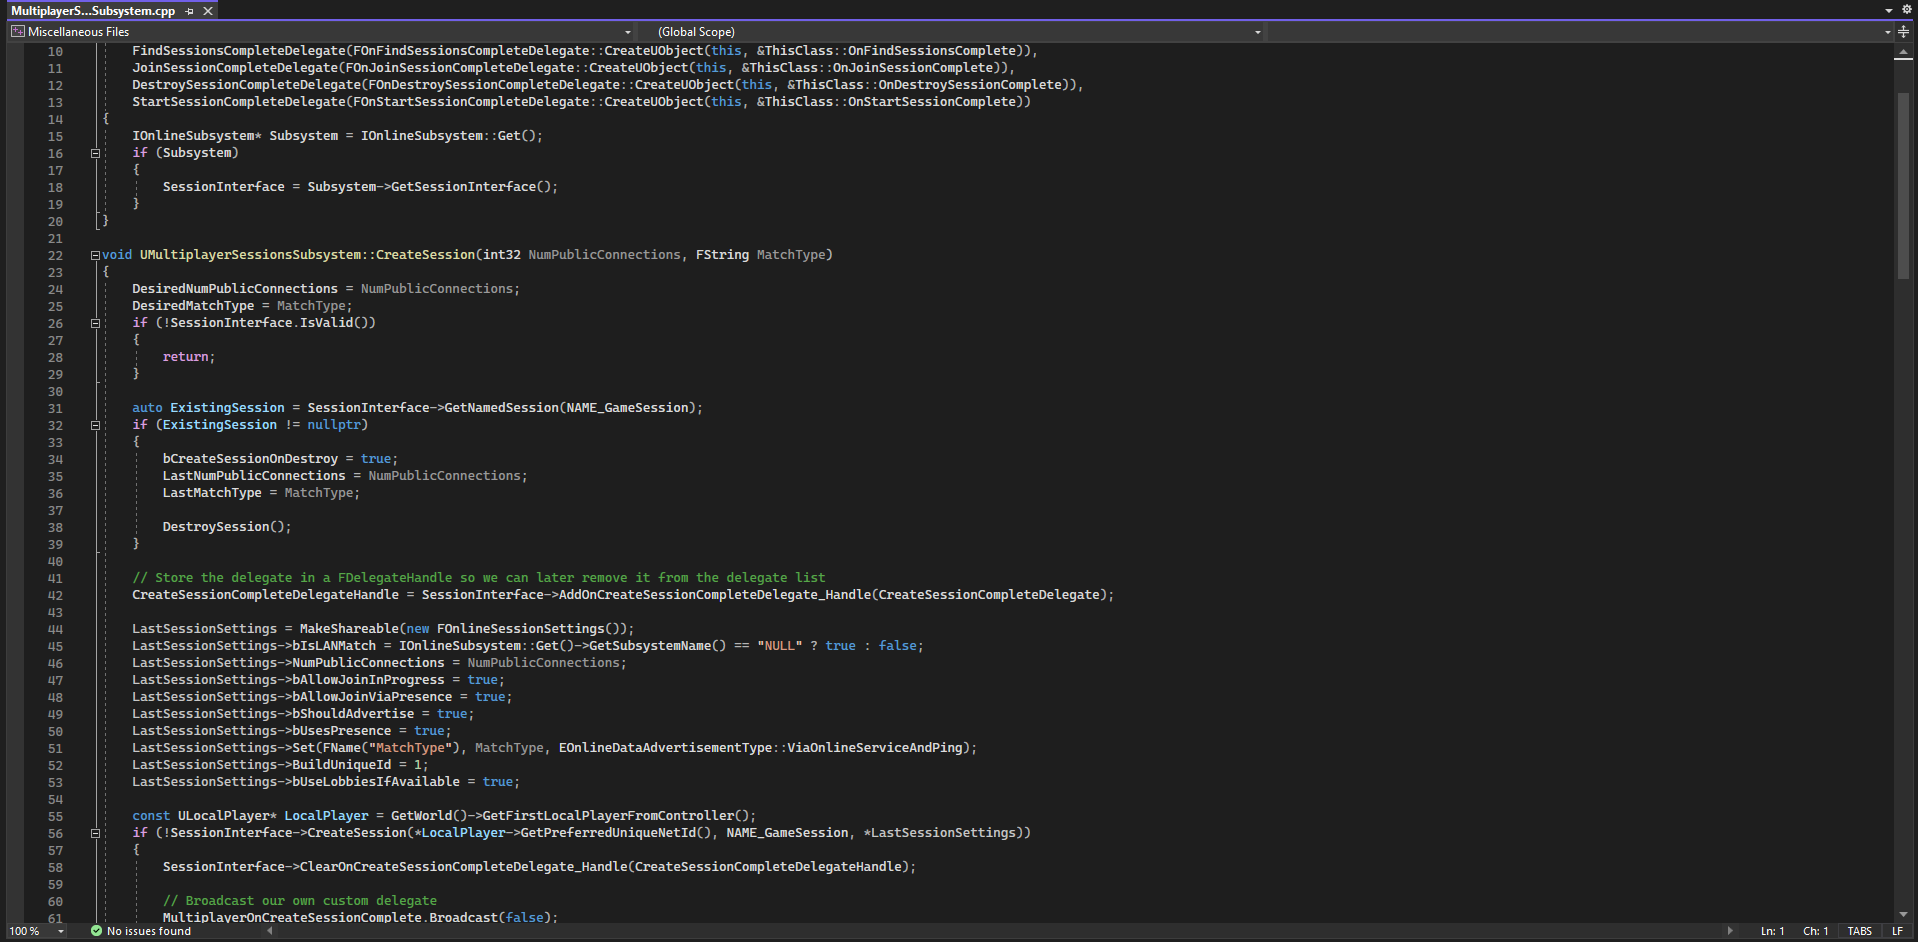 MultiplayerS...Subsystem.cpp
Miscellaneous Files (Global Scope)
10 FindSessionsCompleteDelegate(FOnFindSessionsCompleteDelegate::CreateUObject(this, &ThisClass::OnFindSessionsComplete)),
11 JoinSessionCompleteDelegate(FOnJoinSessionCompleteDelegate::CreateUObject(this, &ThisClass::OnJoinSessionComplete)),
12 DestroySessionCompleteDelegate(FOnDestroySessionCompleteDelegate::CreateUObject(this, &ThisClass::OnDestroySessionComplete)),
13 StartSessionCompleteDelegate(FOnStartSessionCompleteDelegate::CreateUObject(this, &ThisClass::OnStartSessionComplete))
14 {
15 IOnlineSubsystem* Subsystem = IOnlineSubsystem::Get();
16 if (Subsystem)
17 {
18 SessionInterface = Subsystem->GetSessionInterface();
19 }
20 }
21
22 void UMultiplayerSessionsSubsystem::CreateSession(int32 NumPublicConnections, FString MatchType)
23 {
24 DesiredNumPublicConnections = NumPublicConnections;
25 DesiredMatchType = MatchType;
26 if (!SessionInterface.IsValid())
27 {
28 return;
29 }
30
31 auto ExistingSession = SessionInterface->GetNamedSession(NAME_GameSession);
32 if (ExistingSession != nullptr)
33 {
34 bCreateSessionOnDestroy = true;
35 LastNumPublicConnections = NumPublicConnections;
36 LastMatchType = MatchType;
37
38 DestroySession();
39 }
40
41 // Store the delegate in a FDelegateHandle so we can later remove it from the delegate list
42 CreateSessionCompleteDelegateHandle = SessionInterface->AddOnCreateSessionCompleteDelegate_Handle(CreateSessionCompleteDelegate);
43
44 LastSessionSettings = MakeShareable(new FOnlineSessionSettings());
45 LastSessionSettings->bIsLANMatch = IOnlineSubsystem::Get()->GetSubsystemName() == "NULL" ? true : false;
46 LastSessionSettings->NumPublicConnections = NumPublicConnections;
47 LastSessionSettings->bAllowJoinInProgress = true;
48 LastSessionSettings->bAllowJoinViaPresence = true;
49 LastSessionSettings->bShouldAdvertise = true;
50 LastSessionSettings->bUsesPresence = true;
51 LastSessionSettings->Set(FName("MatchType"), MatchType, EOnlineDataAdvertisementType::ViaOnlineServiceAndPing);
52 LastSessionSettings->BuildUniqueId = 1;
53 LastSessionSettings->bUseLobbiesIfAvailable = true;
54
55 const ULocalPlayer* LocalPlayer = GetWorld()->GetFirstLocalPlayerFromController();
56 if (!SessionInterface->CreateSession(*LocalPlayer->GetPreferredUniqueNetId(), NAME_GameSession, *LastSessionSettings))
57 {
58 SessionInterface->ClearOnCreateSessionCompleteDelegate_Handle(CreateSessionCompleteDelegateHandle);
59
60 // Broadcast our own custom delegate
61 MultiplayerOnCreateSessionComplete.Broadcast(false);
100 % No issues found Ln: 1 Ch: 1 TABS LF